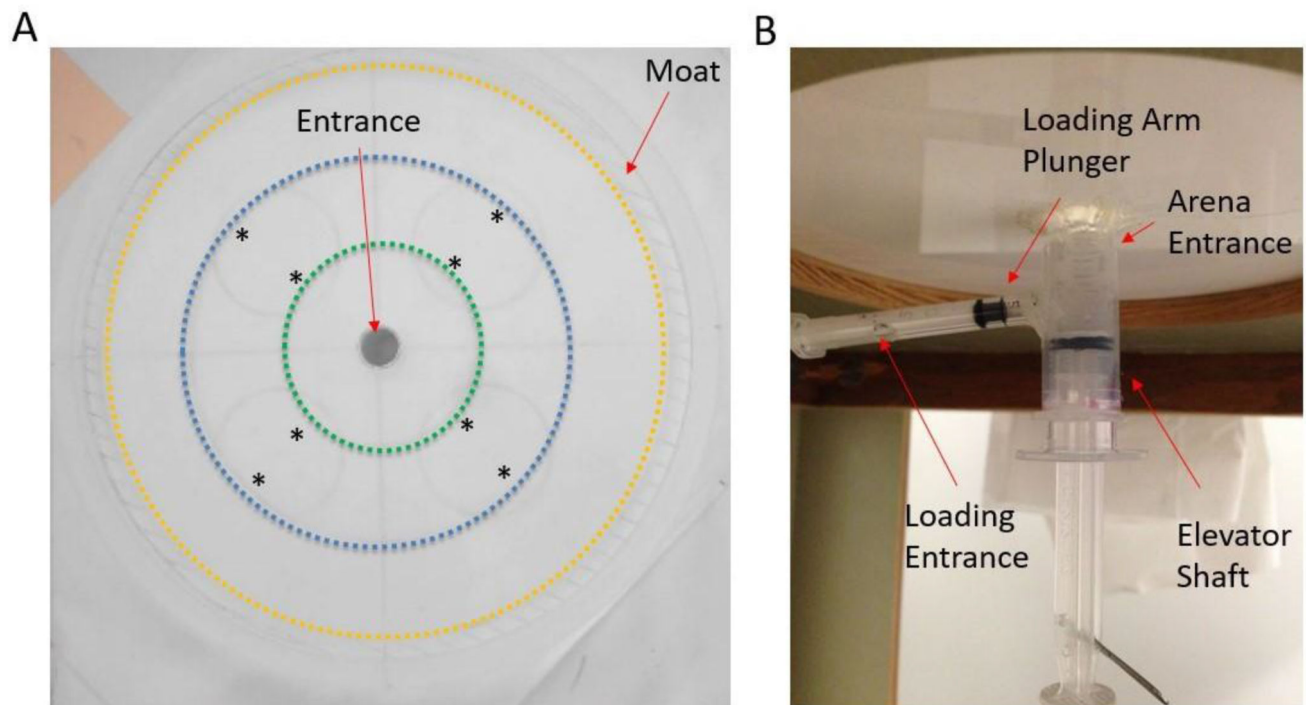 A
B
Moat
Entrance
Loading Arm
Plunger
Arena
Entrance
*
*
*
*
*
*
*
*
Loading
Entrance
Elevator
Shaft